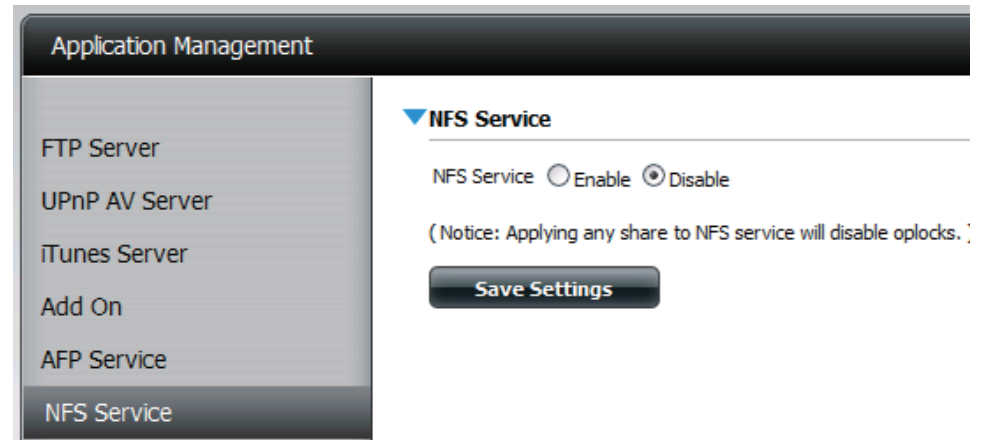 Application Management
FTP Server
UPnP AV Server
iTunes Server
Add On
AFP Service
NFS Service
NFS Service
NFS Service Enable Disable
( Notice: Applying any share to NFS service will disable oplocks. )
Save Settings